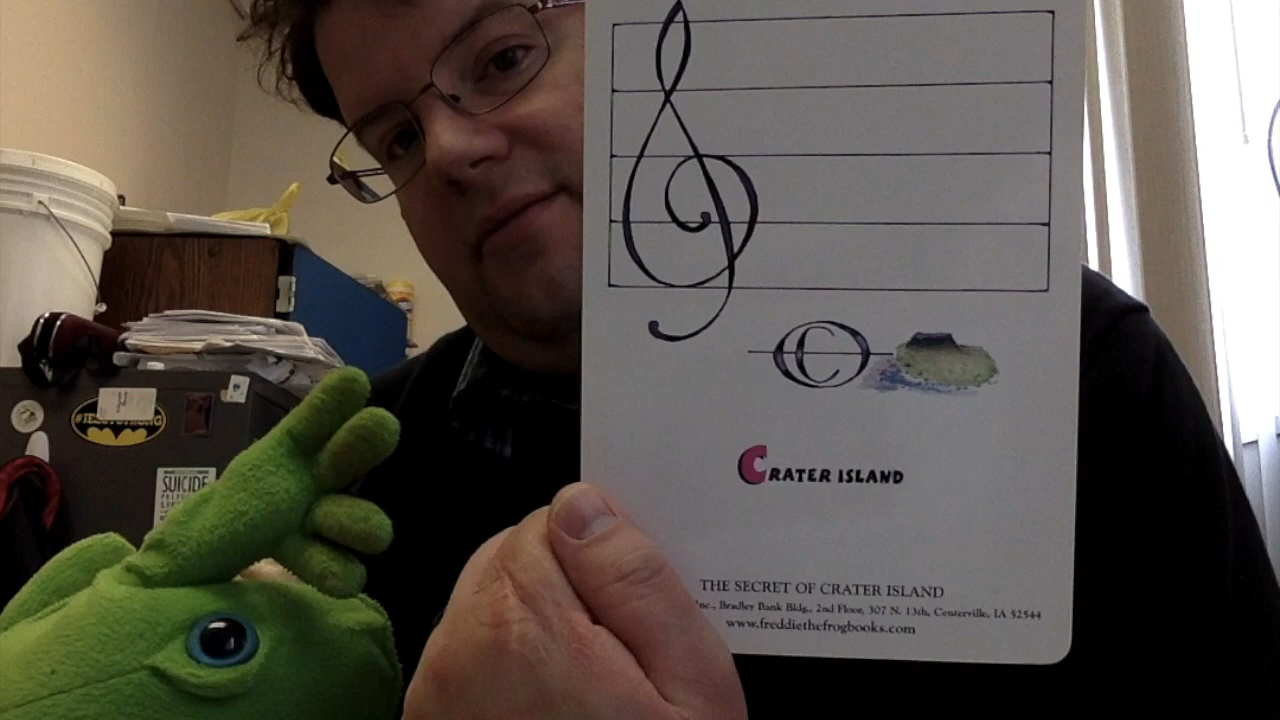 C
CRATER ISLAND
THE SECRET OF CRATER ISLAND
Inc., Bradley Bank Bldg., 2nd Floor, 307 N. 13th, Centerville, IA 52544
www.freddiethefrogbooks.com
SUICIDE